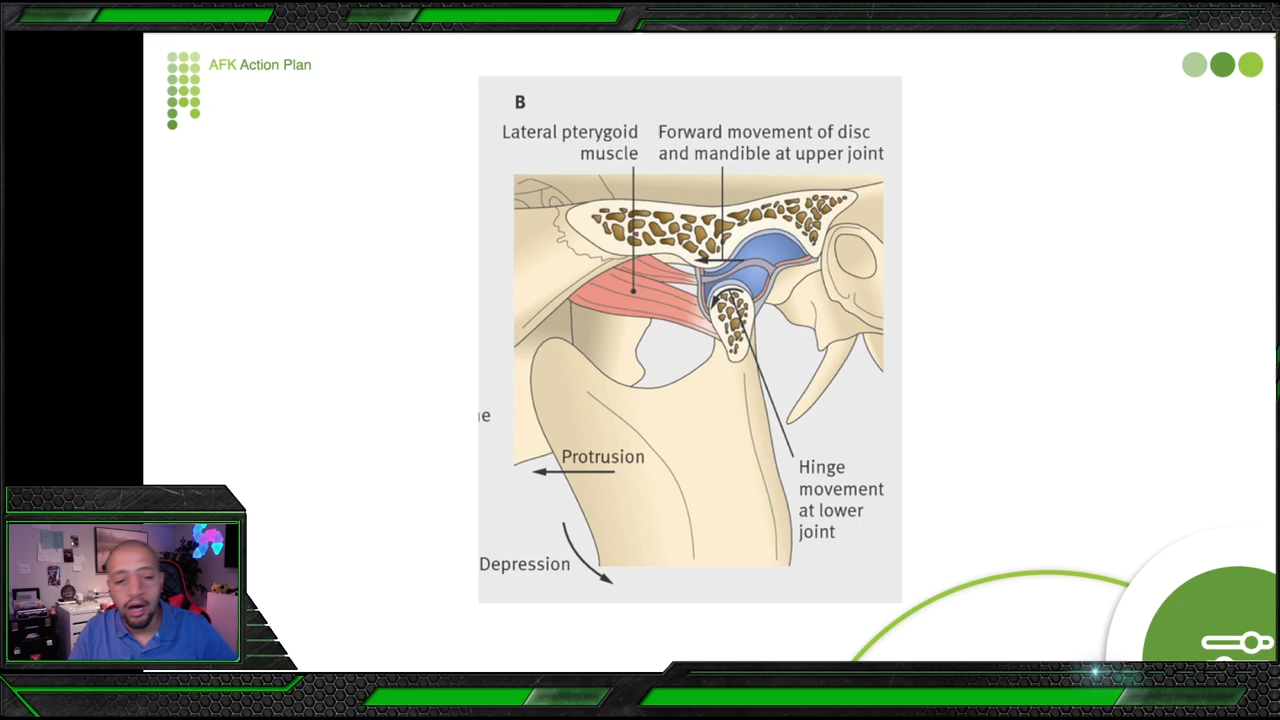 AFK Action Plan
B
Lateral pterygoid
muscle
Forward movement of disc
and mandible at upper joint
ne
Protrusion
Depression
Hinge
movement
at lower
joint